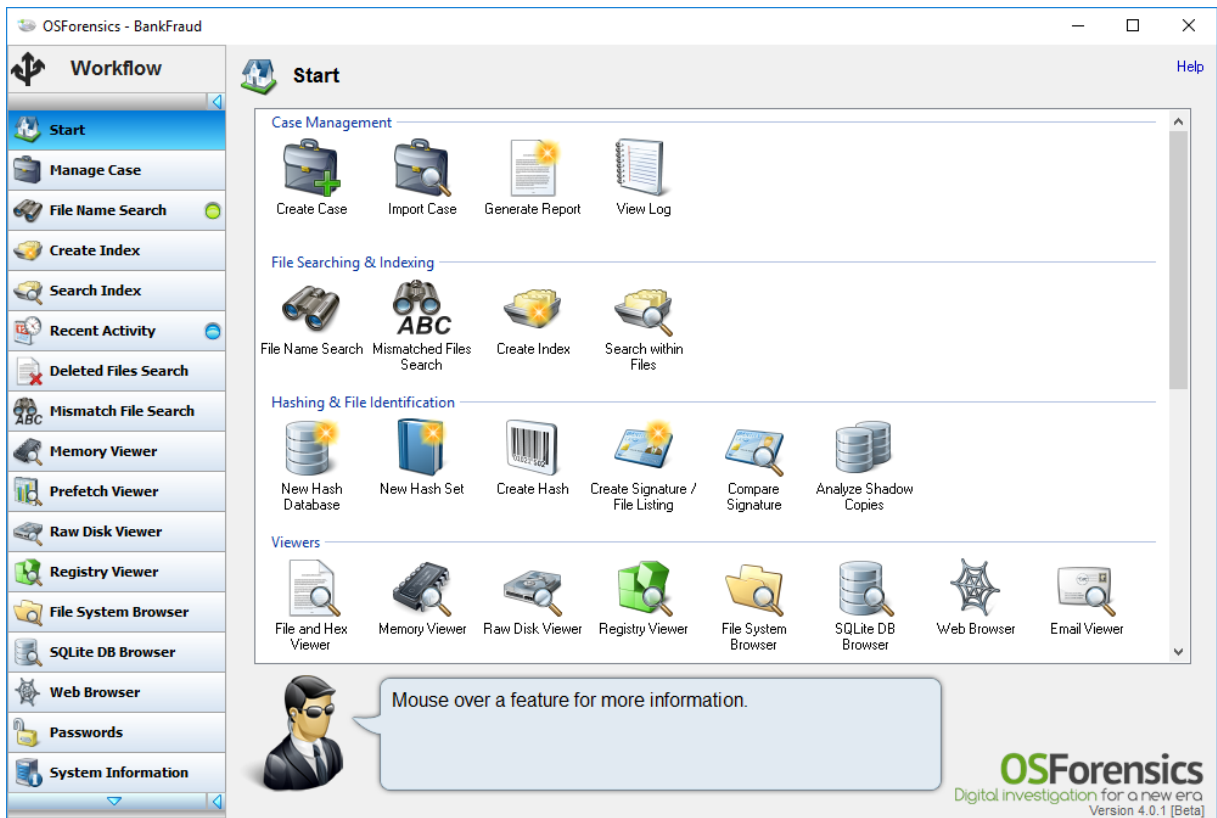 OSForensics - BankFraud
Workflow
Start
Manage Case
File Name Search
Create Index
Search Index
Recent Activity
Deleted Files Search
ABC
Mismatch File Search
Memory Viewer
Prefetch Viewer
Raw Disk Viewer
Registry Viewer
File System Browser
SQLite DB Browser
Web Browser
Passwords
System Information
Start
Help
Case Management
Create Case
Import Case
Generate Report
View Log
File Searching & Indexing
ABC
File Name Search
Mismatched Files
Search
Create Index
Search within
Files
Hashing & File Identification
New Hash
Database
New Hash Set
Create Hash
Create Signature /
File Listing
Compare
Signature
Analyze Shadow
Copies
Viewers
File and Hex
Viewer
Memory Viewer
Raw Disk Viewer
Registry Viewer
File System
Browser
SQLite DB
Browser
Web Browser
Email Viewer
Mouse over a feature for more information.
OSForensics
Digital investigation for a new era
Version 4.0.1 [Beta]